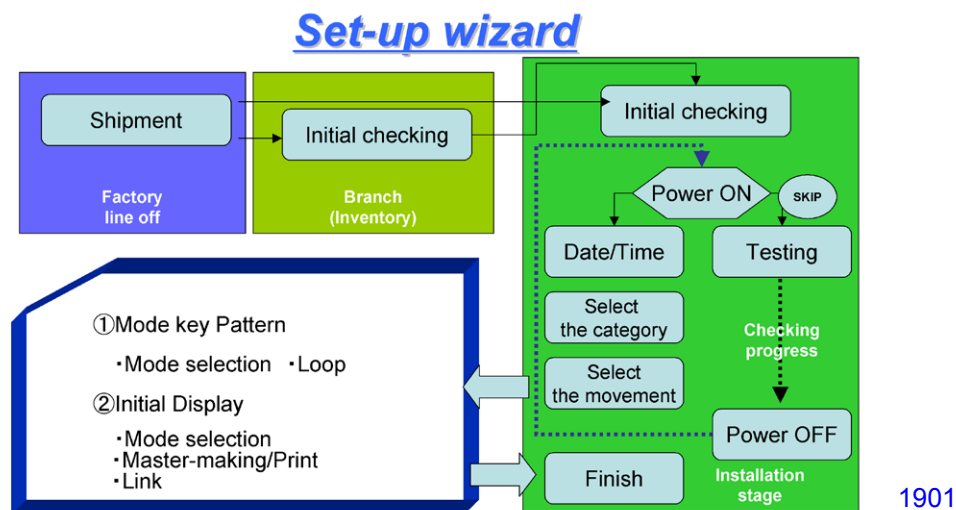 Set-up wizard
Shipment
Factory
line off
Initial checking
Branch
(Inventory)
Initial checking
Power ON
SKIP
Date/Time
Testing
Select
the category
Select
the movement
Checking
progress
Power OFF
Finish
Installation
stage
①Mode key Pattern
・Mode selection ・Loop
②Initial Display
・Mode selection
・Master-making/Print
・Link
1901